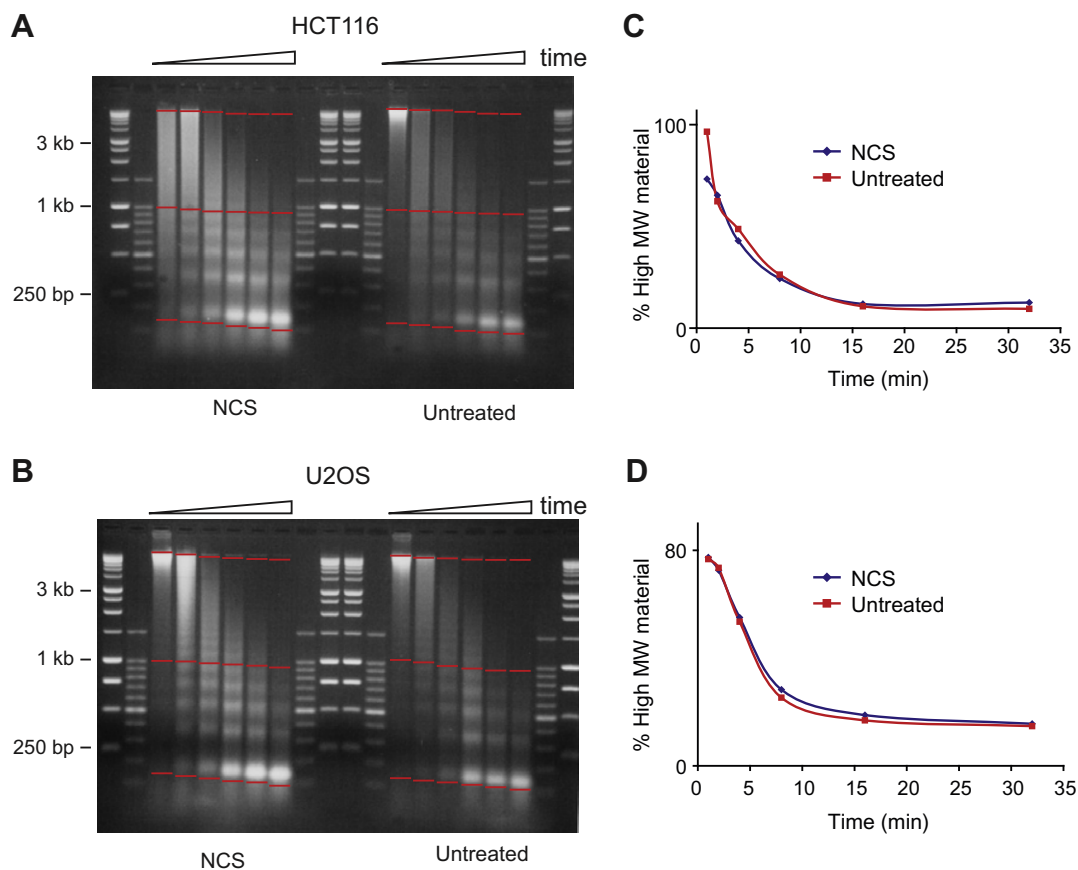 A
HCT116
time
3 kb
1 kb
250 bp
NCS
Untreated
B
U2OS
time
3 kb
1 kb
250 bp
NCS
Untreated
C
% High MW material
100
0
NCS
Untreated
0 5 10 15 20 25 30 35
Time (min)
D
% High MW material
80
0
NCS
Untreated
0 5 10 15 20 25 30 35
Time (min)